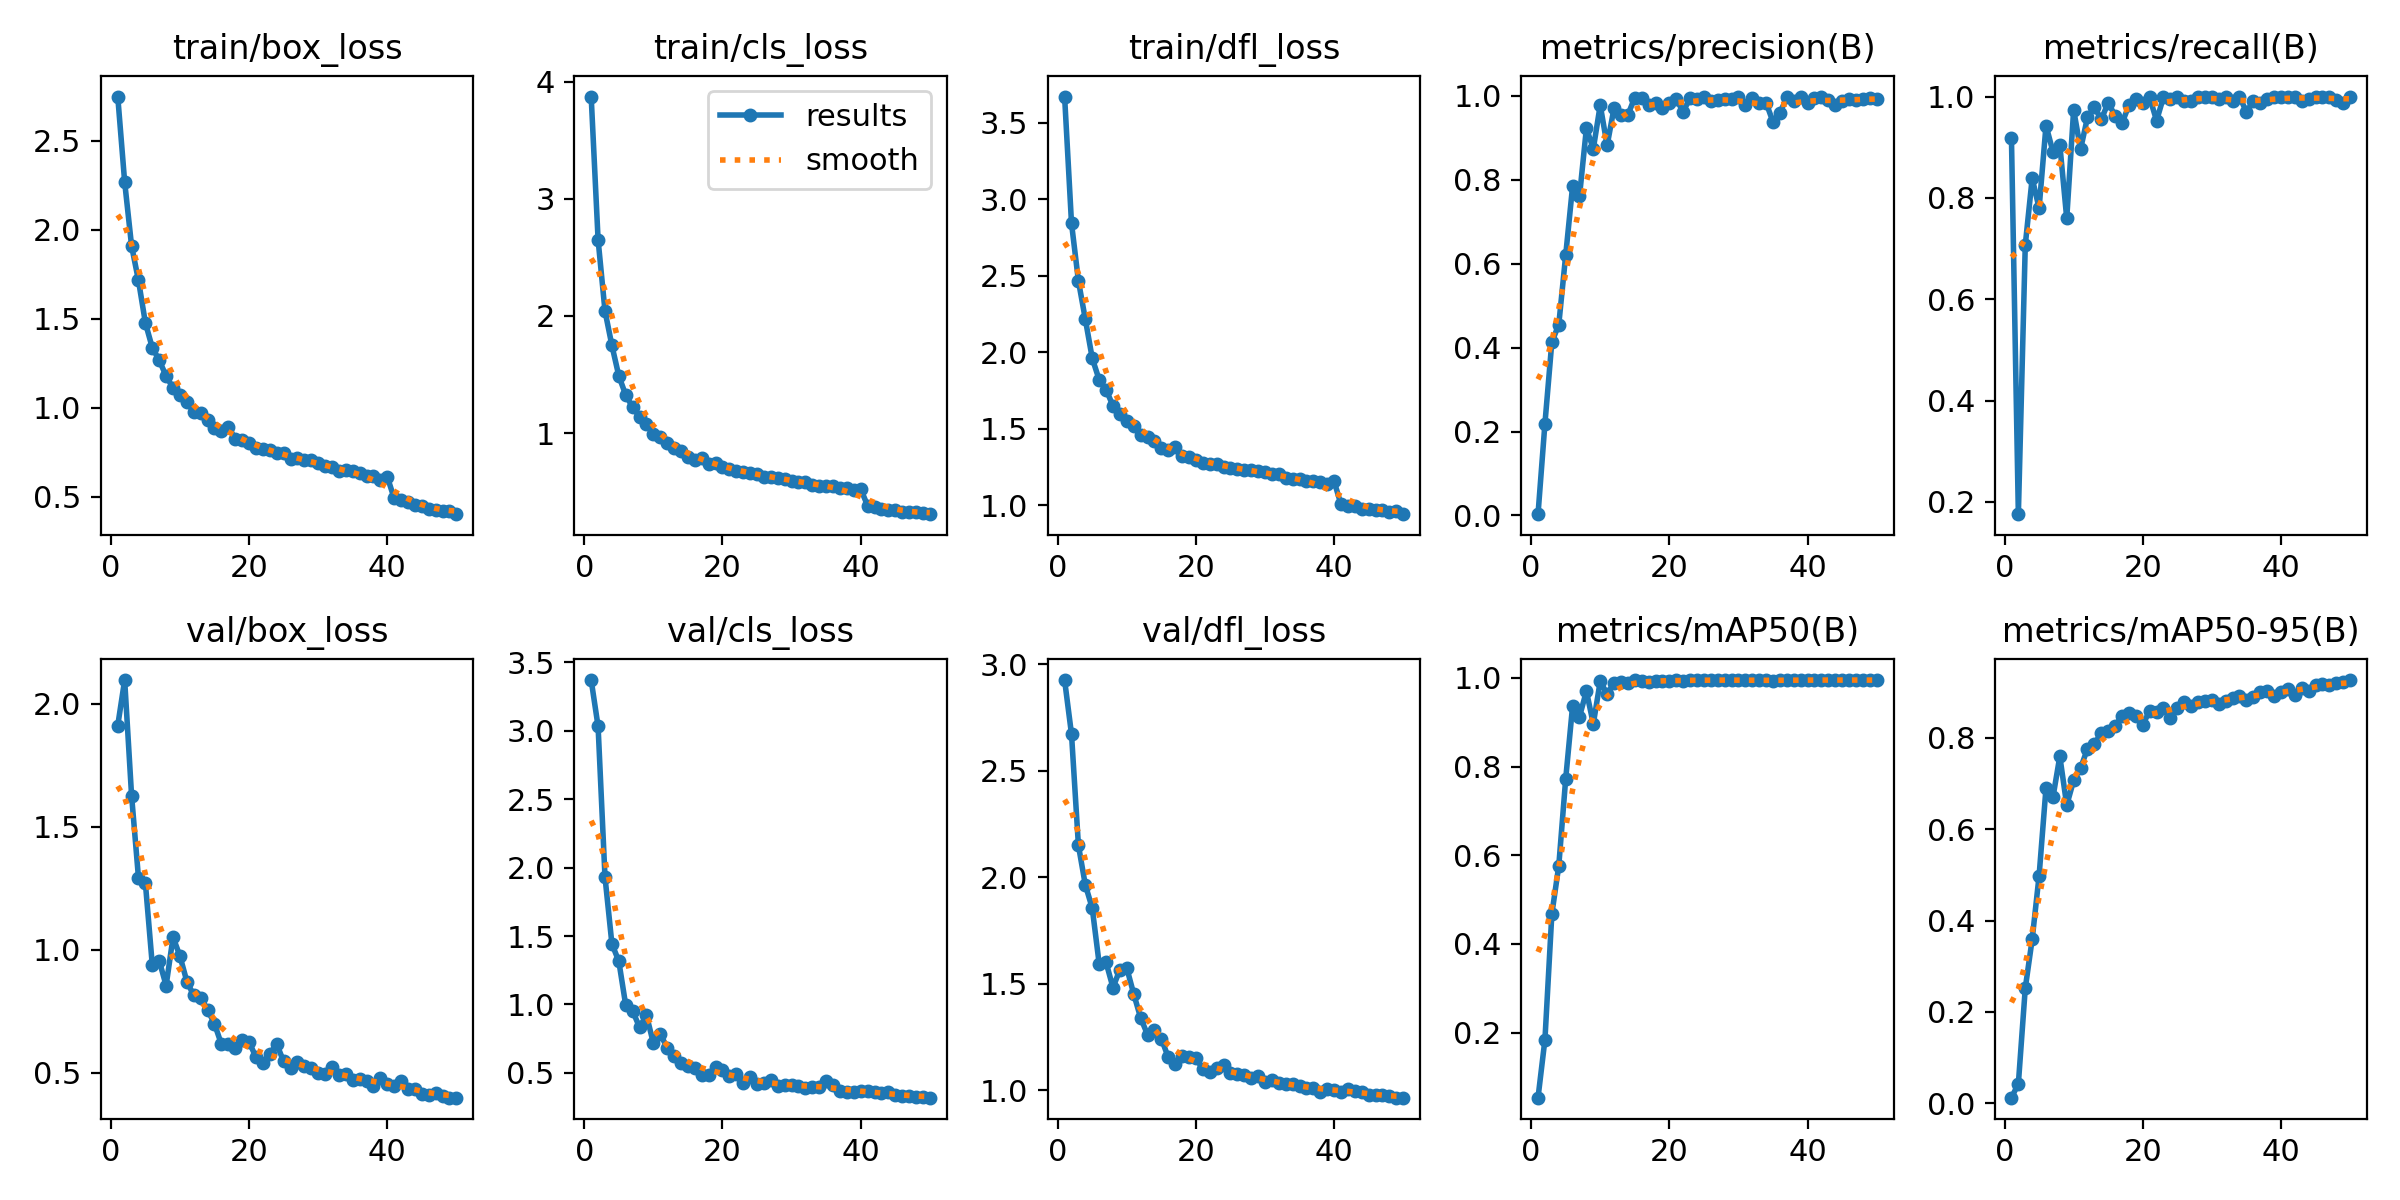 train/box_loss
train/cls_loss
train/dfl_loss
metrics/precision(B)
metrics/recall(B)
2.5
2.0
1.5
1.0
0.5
0 20 40
4
3
2
1
0 20 40
results
smooth
3.5
3.0
2.5
2.0
1.5
1.0
0 20 40
1.0
0.8
0.6
0.4
0.2
0.0
0 20 40
1.0
0.8
0.6
0.4
0.2
0 20 40
val/box_loss
val/cls_loss
val/dfl_loss
metrics/mAP50(B)
metrics/mAP50-95(B)
2.0
1.5
1.0
0.5
0 20 40
3.5
3.0
2.5
2.0
1.5
1.0
0.5
0 20 40
3.0
2.5
2.0
1.5
1.0
0 20 40
1.0
0.8
0.6
0.4
0.2
0 20 40
0.8
0.6
0.4
0.2
0.0
0 20 40